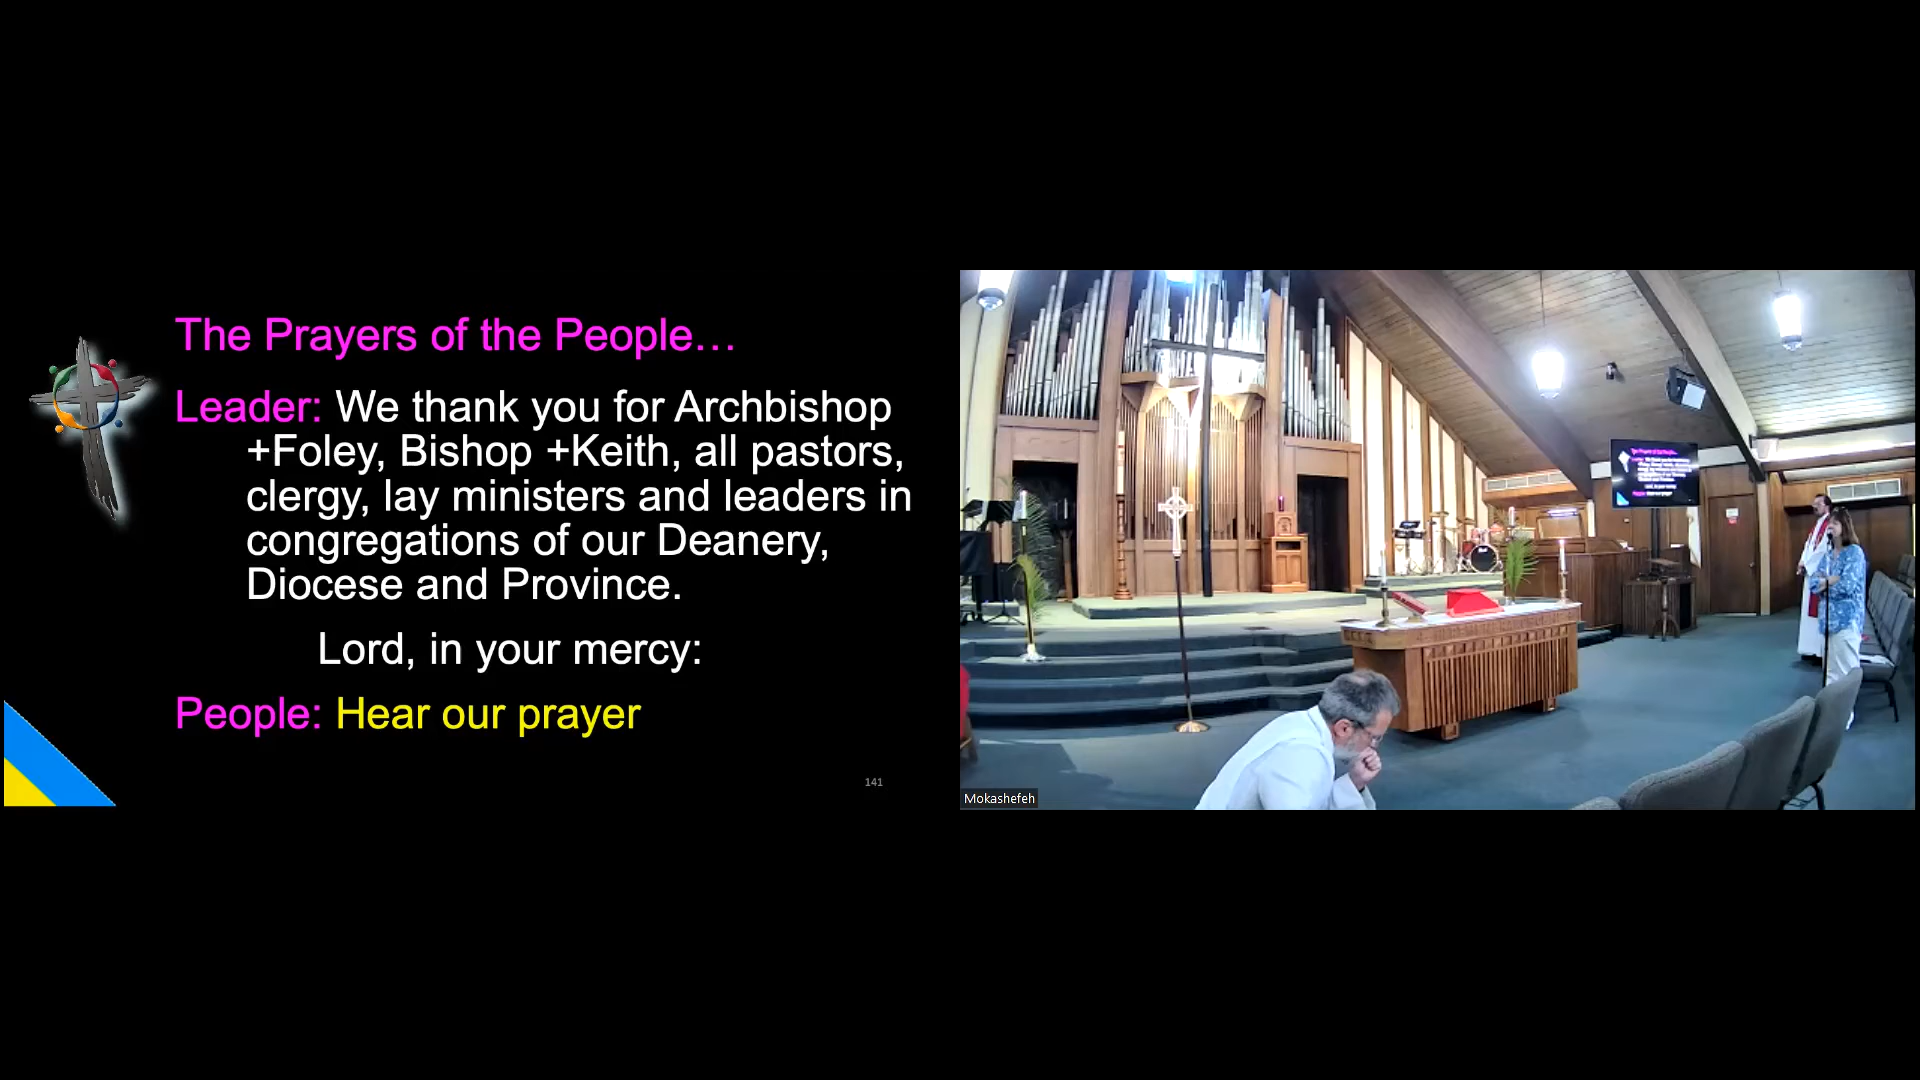 The Prayers of the People…
Leader: We thank you for Archbishop
+Foley, Bishop +Keith, all pastors,
clergy, lay ministers and leaders in
congregations of our Deanery,
Diocese and Province.
Lord, in your mercy:
People: Hear our prayer
141
Mokashefeh